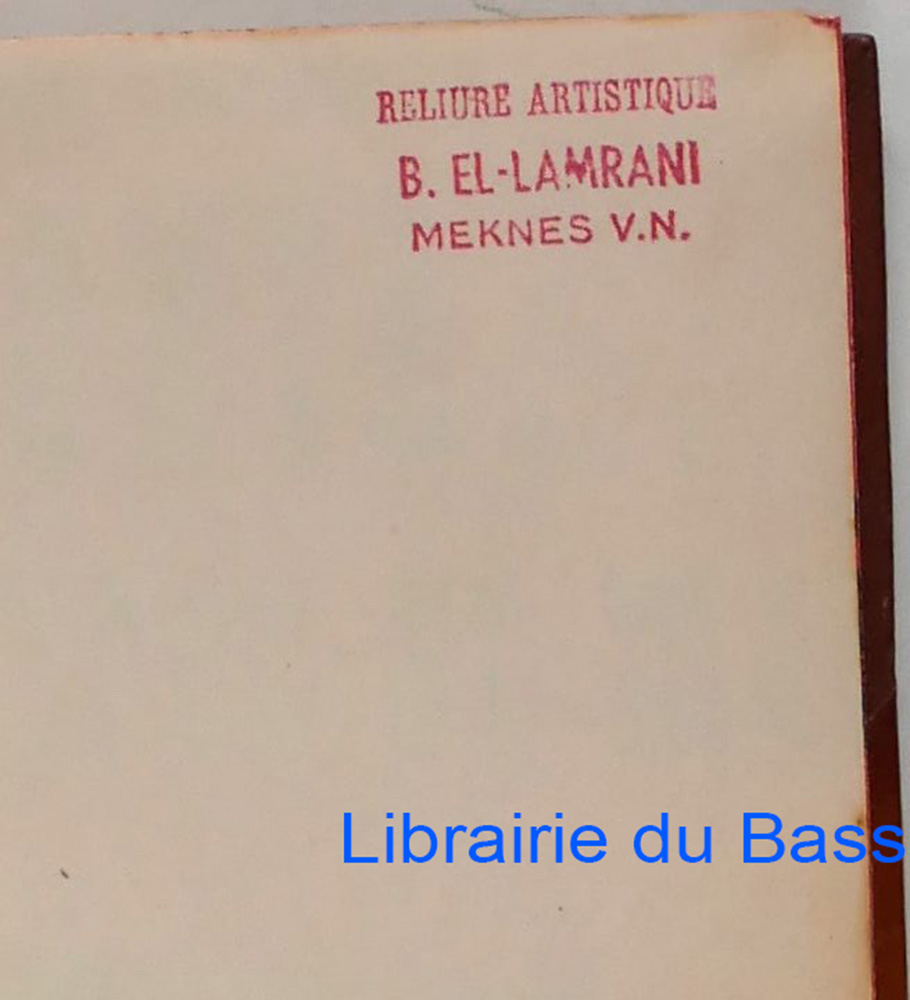 RELIURE ARTISTIQUE
B. EL-LAMRANI
MEKNES V.N.
Librairie du Bass